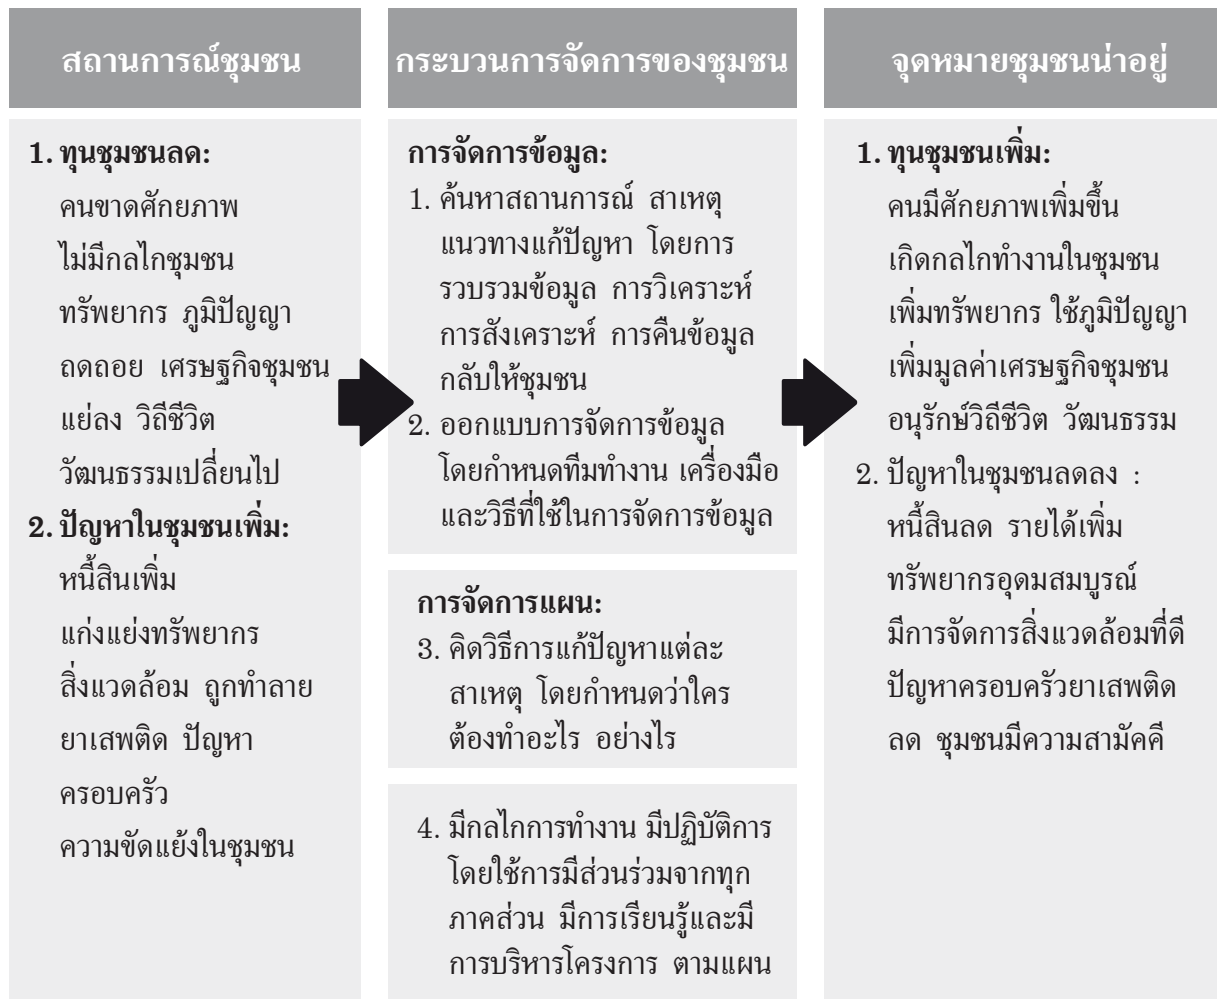 สถานการณ์ชุมชน
1. ทุนชุมชนลด:
คนขาดศักยภาพ
ไม่มีกลไกชุมชน
ทรัพยากร ภูมิปัญญา
ถดถอย เศรษฐกิจชุมชน
แย่ลง วิถีชีวิต
วัฒนธรรมเปลี่ยนไป
2. ปัญหาในชุมชนเพิ่ม:
หนี้สินเพิ่ม
แก่งแย่งทรัพยากร
สิ่งแวดล้อม ถูกทำลาย
ยาเสพติด ปัญหา
ครอบครัว
ความขัดแย้งในชุมชน
กระบวนการจัดการของชุมชน
การจัดการข้อมูล:
1. ค้นหาสถานการณ์ สาเหตุ
แนวทางแก้ปัญหา โดยการ
รวบรวมข้อมูล การวิเคราะห์
การสังเคราะห์ การคืนข้อมูล
กลับให้ชุมชน
2. ออกแบบการจัดการข้อมูล
โดยกำหนดทีมทำงาน เครื่องมือ
และวิธีที่ใช้ในการจัดการข้อมูล
การจัดการแผน:
3. คิดวิธีการแก้ปัญหาแต่ละ
สาเหตุ โดยกำหนดว่าใคร
ต้องทำอะไร อย่างไร
4. มีกลไกการทำงาน มีปฏิบัติการ
โดยใช้การมีส่วนร่วมจากทุก
ภาคส่วน มีการเรียนรู้และมี
การบริหารโครงการ ตามแผน
จุดหมายชุมชนน่าอยู่
1. ทุนชุมชนเพิ่ม:
คนมีศักยภาพเพิ่มขึ้น
เกิดกลไกทำงานในชุมชน
เพิ่มทรัพยากร ใช้ภูมิปัญญา
เพิ่มมูลค่าเศรษฐกิจชุมชน
อนุรักษ์วิถีชีวิต วัฒนธรรม
2. ปัญหาในชุมชนลดลง :
หนี้สินลด รายได้เพิ่ม
ทรัพยากรอุดมสมบูรณ์
มีการจัดการสิ่งแวดล้อมที่ดี
ปัญหาครอบครัวยาเสพติด
ลด ชุมชนมีความสามัคคี